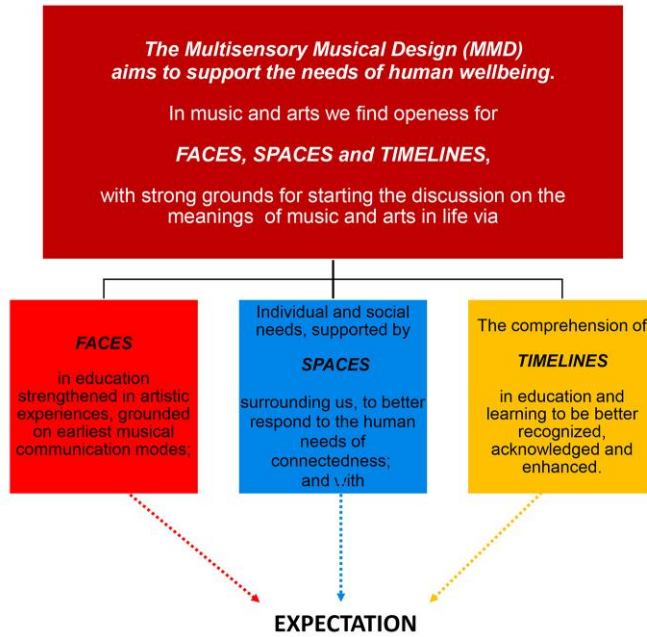 The Multisensory Musical Design (MMD)
aims to support the needs of human wellbeing.
In music and arts we find openess for
FACES, SPACES and TIMELINES,
with strong grounds for starting the discussion on the
meanings of music and arts in life via
FACES
in education
strengthened in artistic
experiences, grounded
on earliest musical
communication modes;
Individual and social
needs, supported by
SPACES
surrounding us, to better
respond to the human
needs of
connectedness;
and with
The comprehension of
TIMELINES
in education and
learning to be better
recognized,
acknowledged and
enhanced.
EXPECTATION